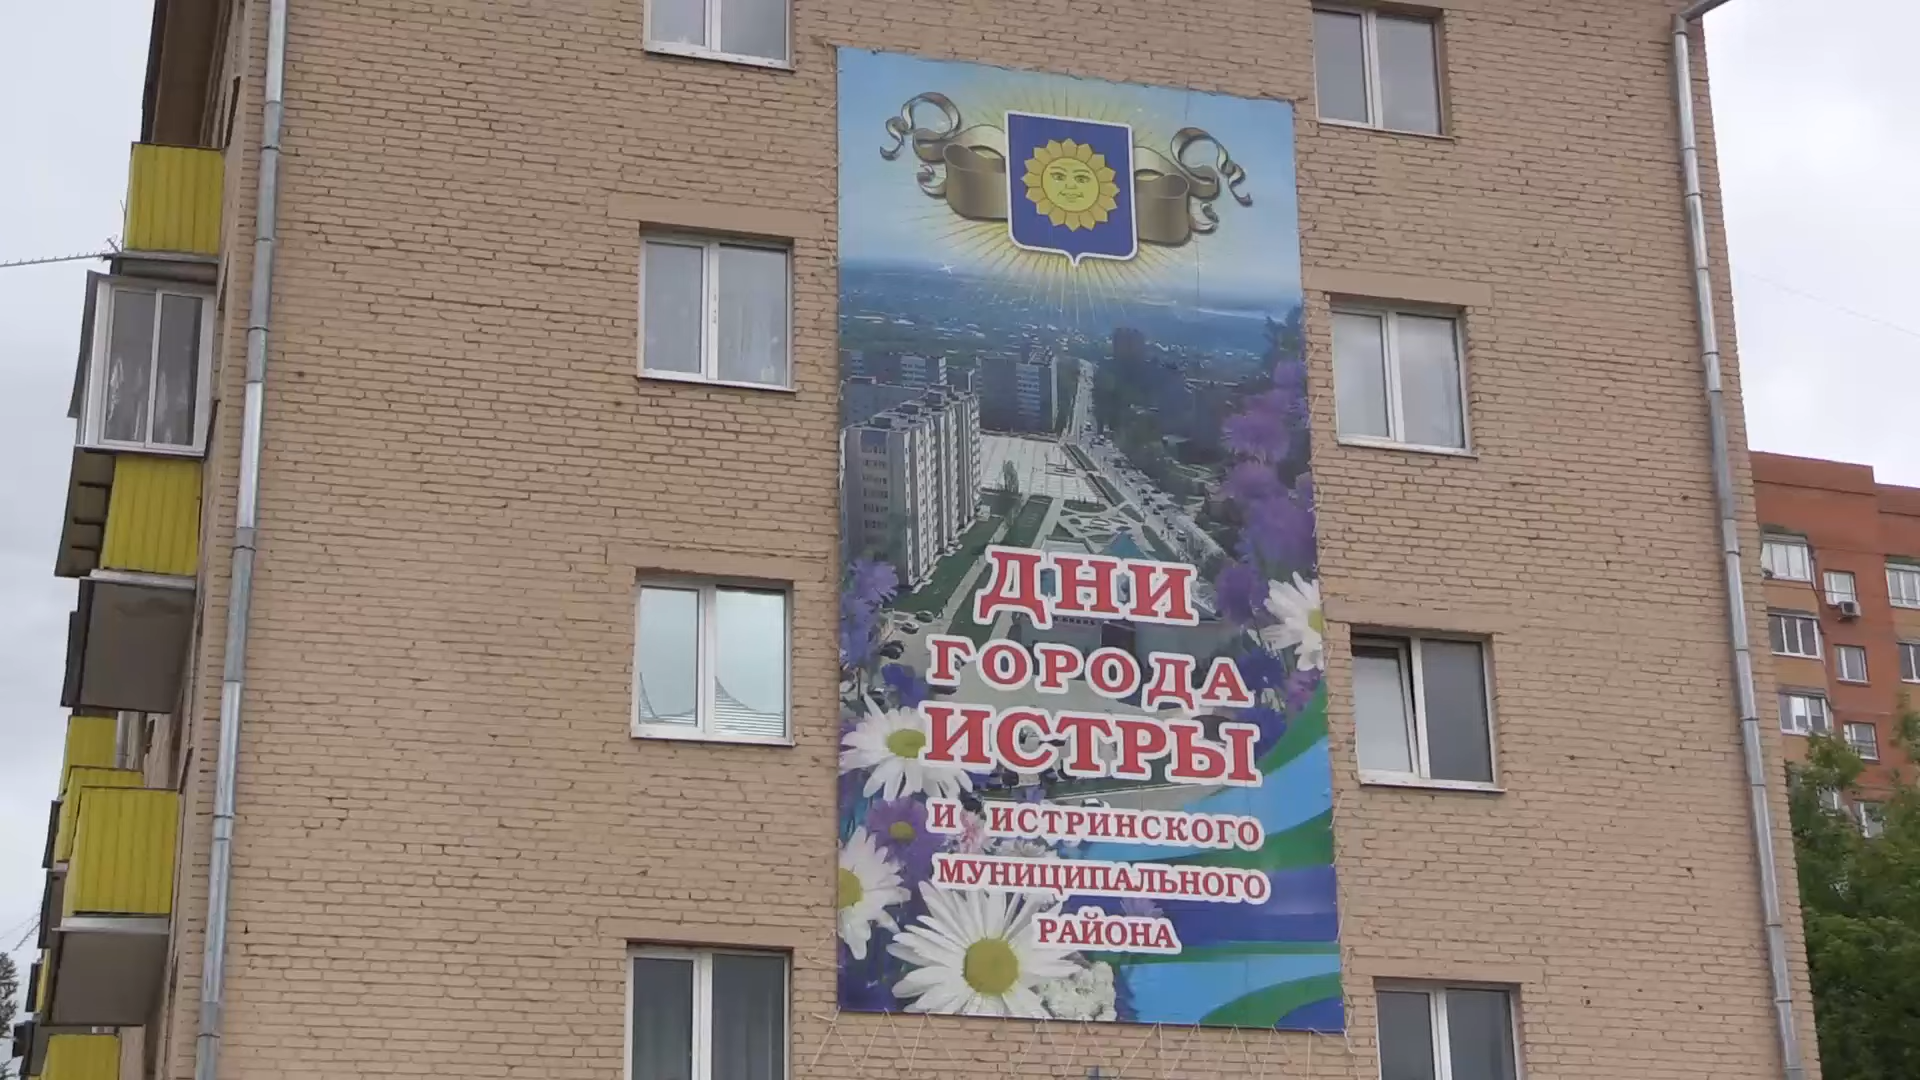 ДНИ
ГОРОДА
ИСТРЫ
И ИСТРИНСКОГО
МУНИЦИПАЛЬНОГО
РАЙОНА